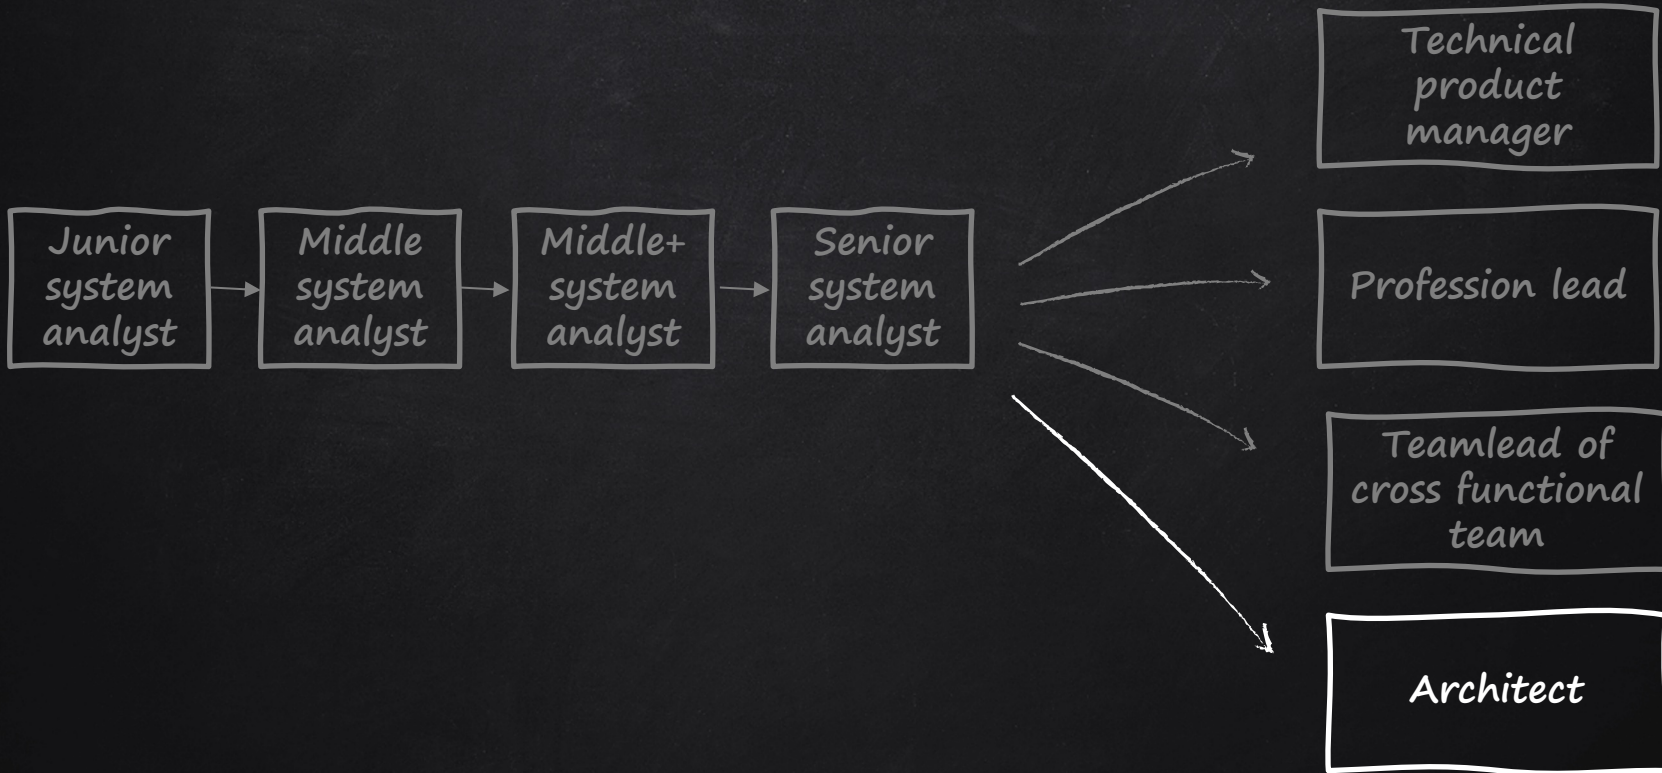 Technical
product
manager
Junior
system
analyst
Middle
system
analyst
Middle+
system
analyst
Senior
system
analyst
Profession lead
Teamlead of
cross functional
team
Architect